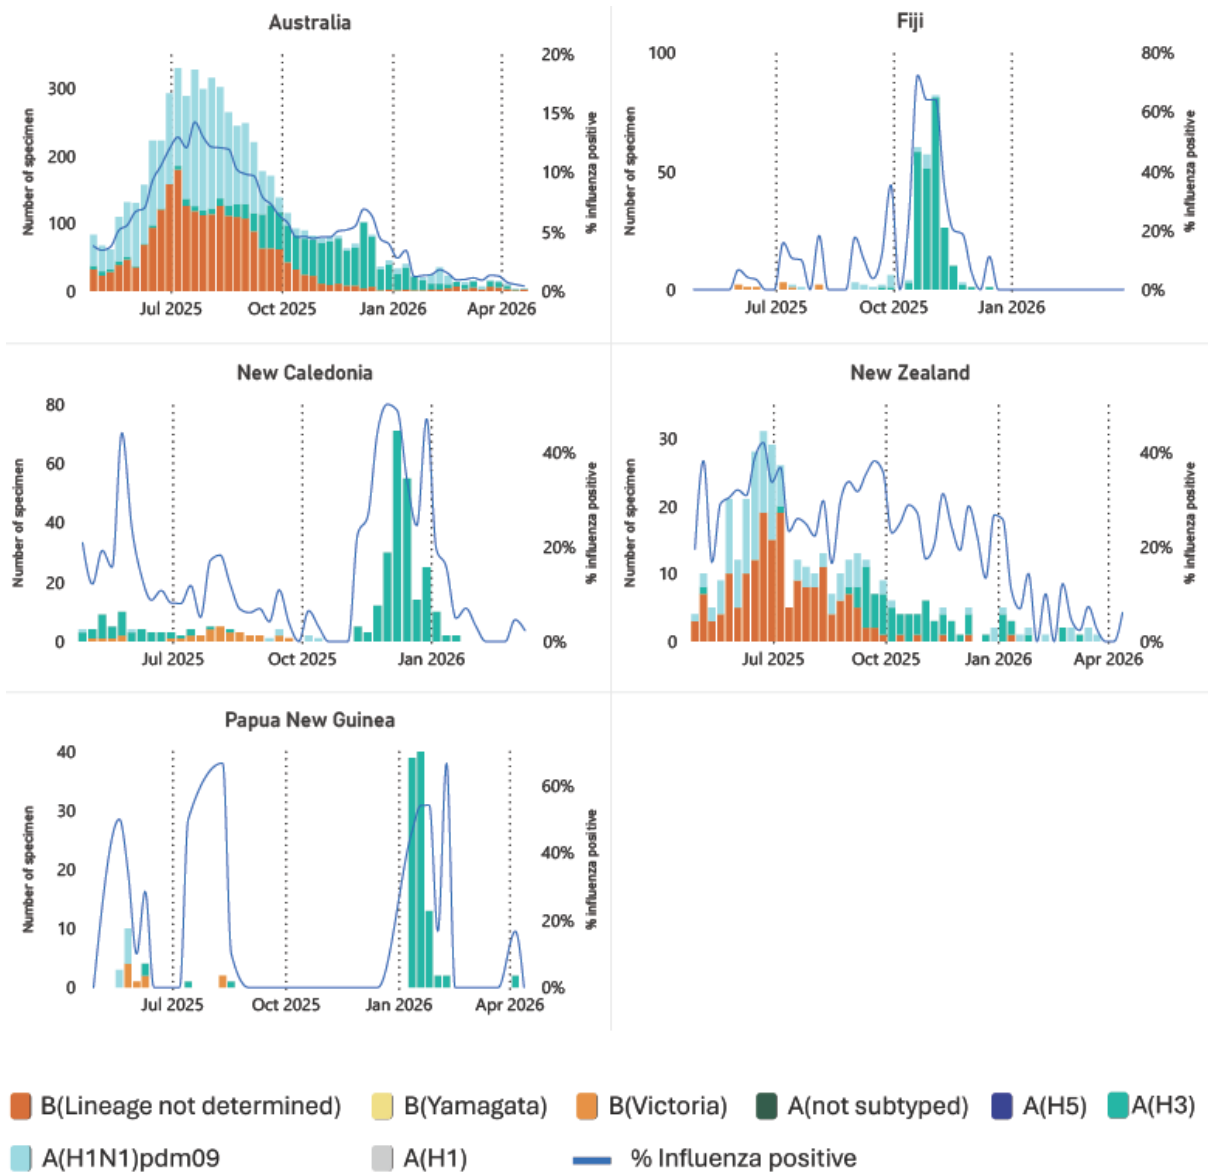 Australia
Number of specimen
300
200
100
0
20%
15%
10%
5%
0%
% influenza positive
Jul 2025 Oct 2025 Jan 2026 Apr 2026
Fiji
Number of specimen
100
50
0
80%
60%
40%
20%
0%
% influenza positive
Jul 2025 Oct 2025 Jan 2026
New Caledonia
Number of specimen
80
60
40
20
0
40%
20%
0%
% influenza positive
Jul 2025 Oct 2025 Jan 2026
New Zealand
Number of specimen
30
20
10
0
40%
20%
0%
% influenza positive
Jul 2025 Oct 2025 Jan 2026 Apr 2026
Papua New Guinea
Number of specimen
40
30
20
10
0
60%
40%
20%
0%
% influenza positive
Jul 2025 Oct 2025 Jan 2026 Apr 2026
B(Lineage not determined) B(Yamagata) B(Victoria) A(not subtyped) A(H5) A(H3)
A(H1N1)pdm09 A(H1) % Influenza positive